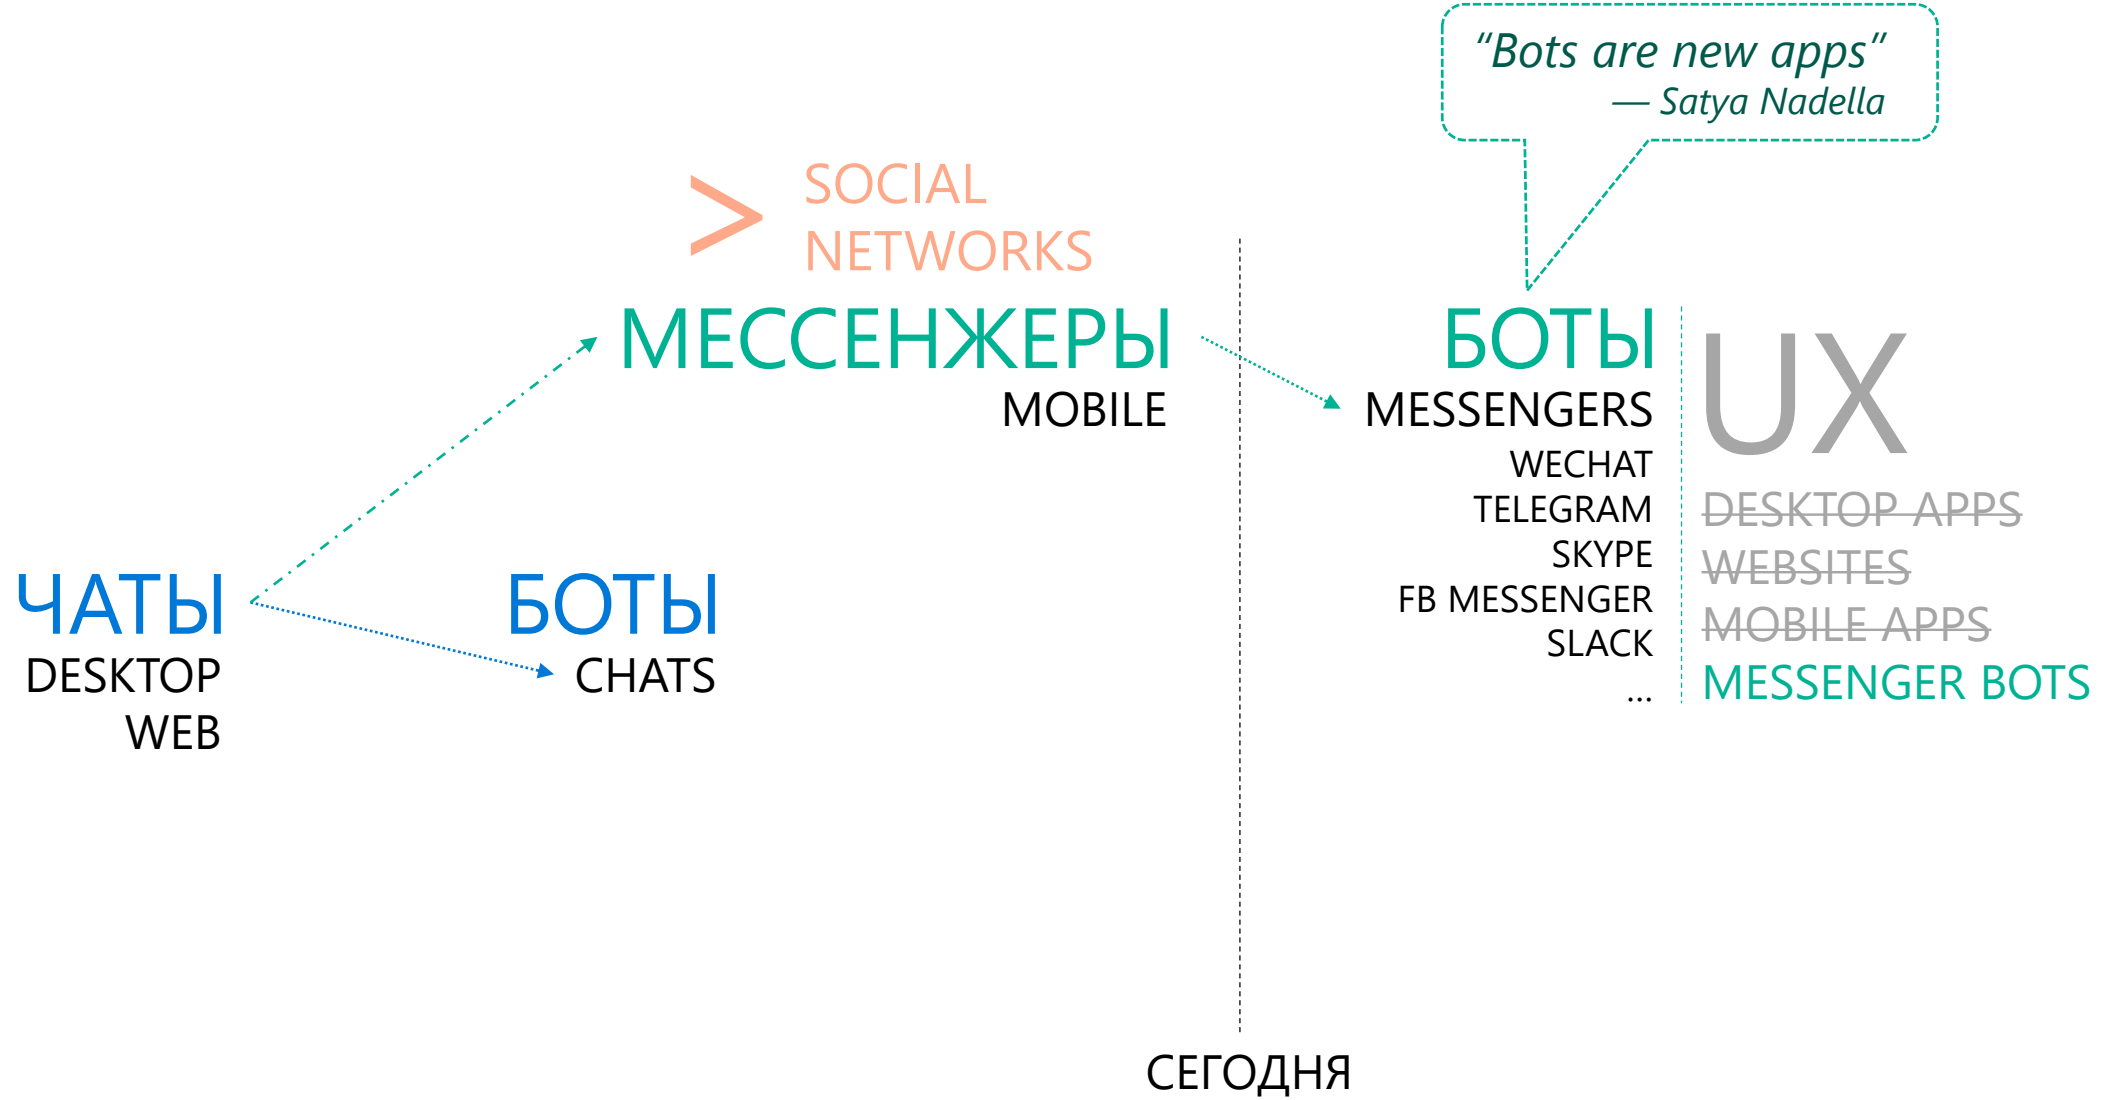 “Bots are new apps”
— Satya Nadella
>
SOCIAL
NETWORKS
МЕССЕНЖЕРЫ
MOBILE
ЧАТЫ
DESKTOP
WEB
БОТЫ
CHATS
БОТЫ
MESSENGERS
WECHAT
TELEGRAM
SKYPE
FB MESSENGER
SLACK
...
UX
DESKTOP APPS
WEBSITES
MOBILE APPS
MESSENGER BOTS
СЕГОДНЯ